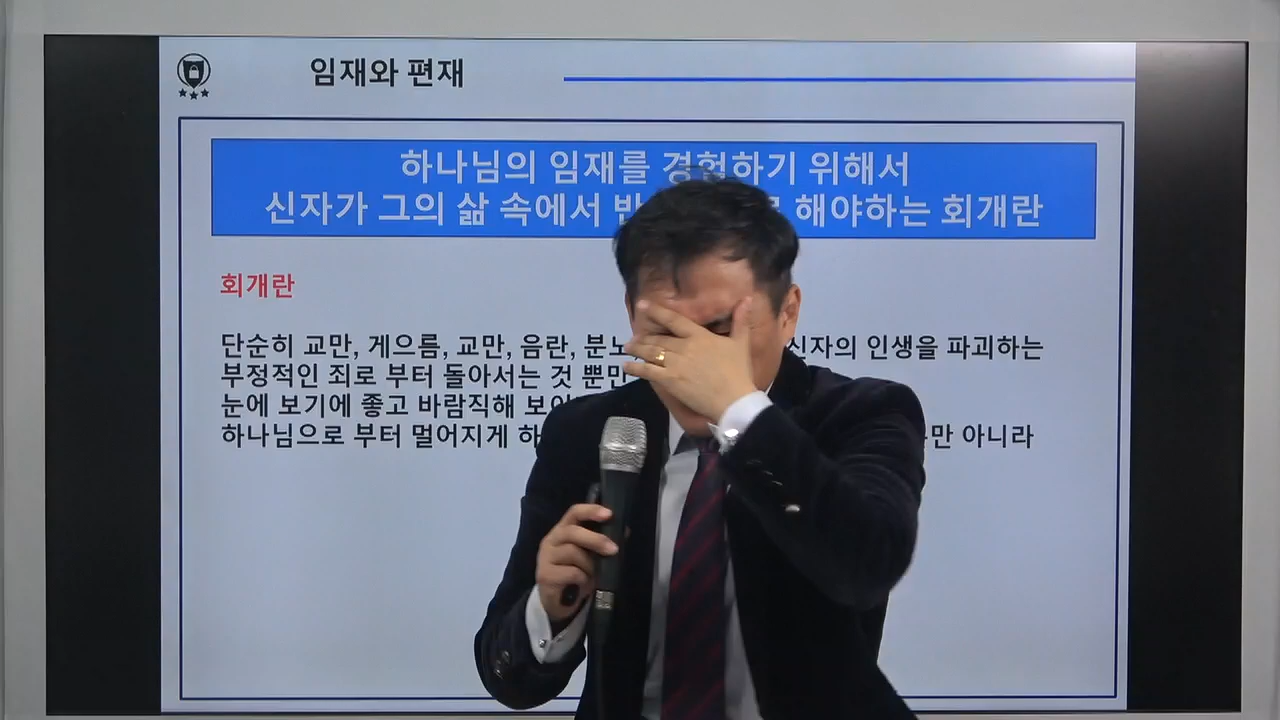 임재와 편재
하나님의 임재를 경험하기 위해서
신자가 그의 삶 속에서 해야하는 회개란
회개란
단순히 교만, 게으름, 교만, 음란, 분노, 신자의 인생을 파괴하는
부정적인 죄로 부터 돌아서는 것 뿐만
눈에 보기에 좋고 바람직해
하나님으로 부터 멀어지게 아니라